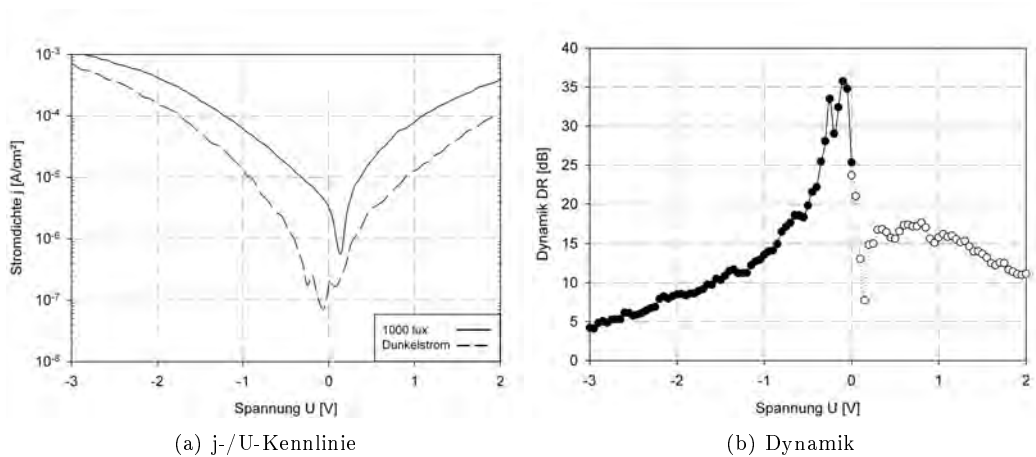 10⁻³
10⁻⁴
10⁻⁵
10⁻⁶
10⁻⁷
10⁻⁸
Stromdichte j [A/cm²]
1000 lux
Dunkelstrom
-3 -2 -1 0 1 2
Spannung U [V]
(a) j-/U-Kennlinie
40
35
30
25
20
15
10
5
0
Dynamik DR [dB]
-3 -2 -1 0 1 2
Spannung U [V]
(b) Dynamik